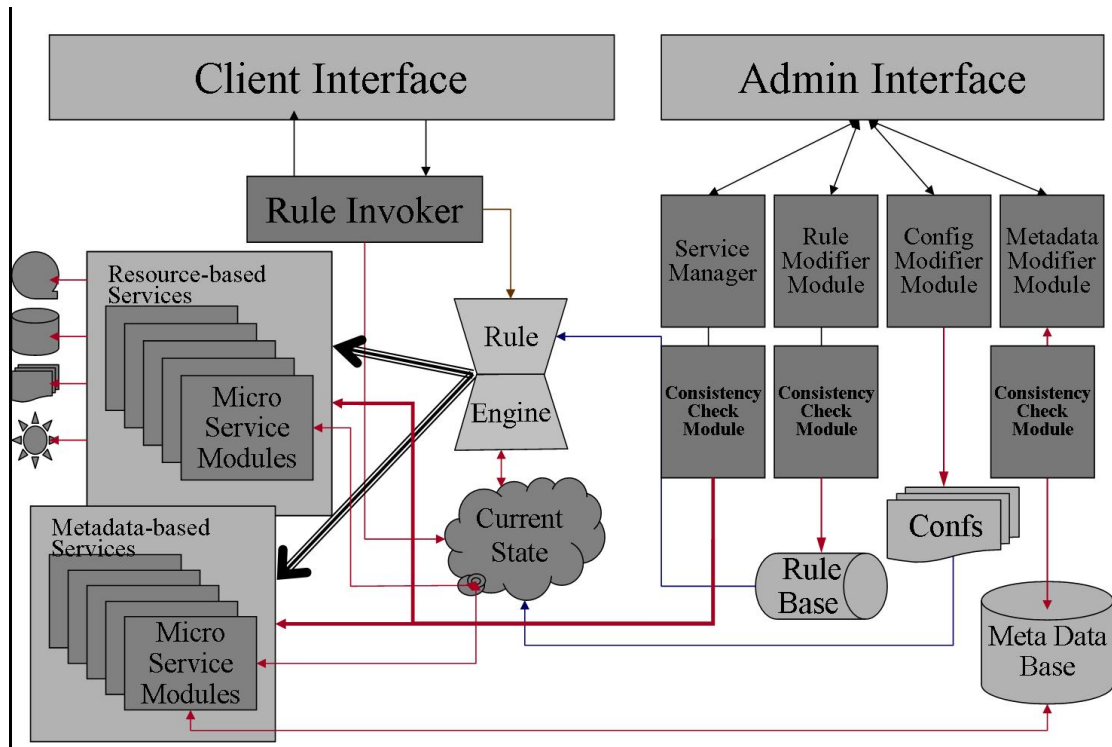 Client Interface
Admin Interface
Rule Invoker
Service
Manager
Rule
Modifier
Module
Config
Modifier
Module
Metadata
Modifier
Module
Resource-based
Services
Micro
Service
Modules
Rule
Engine
Consistency
Check
Module
Consistency
Check
Module
Consistency
Check
Module
Current
State
Confs
Rule
Base
Meta Data
Base
Metadata-based
Services
Micro
Service
Modules